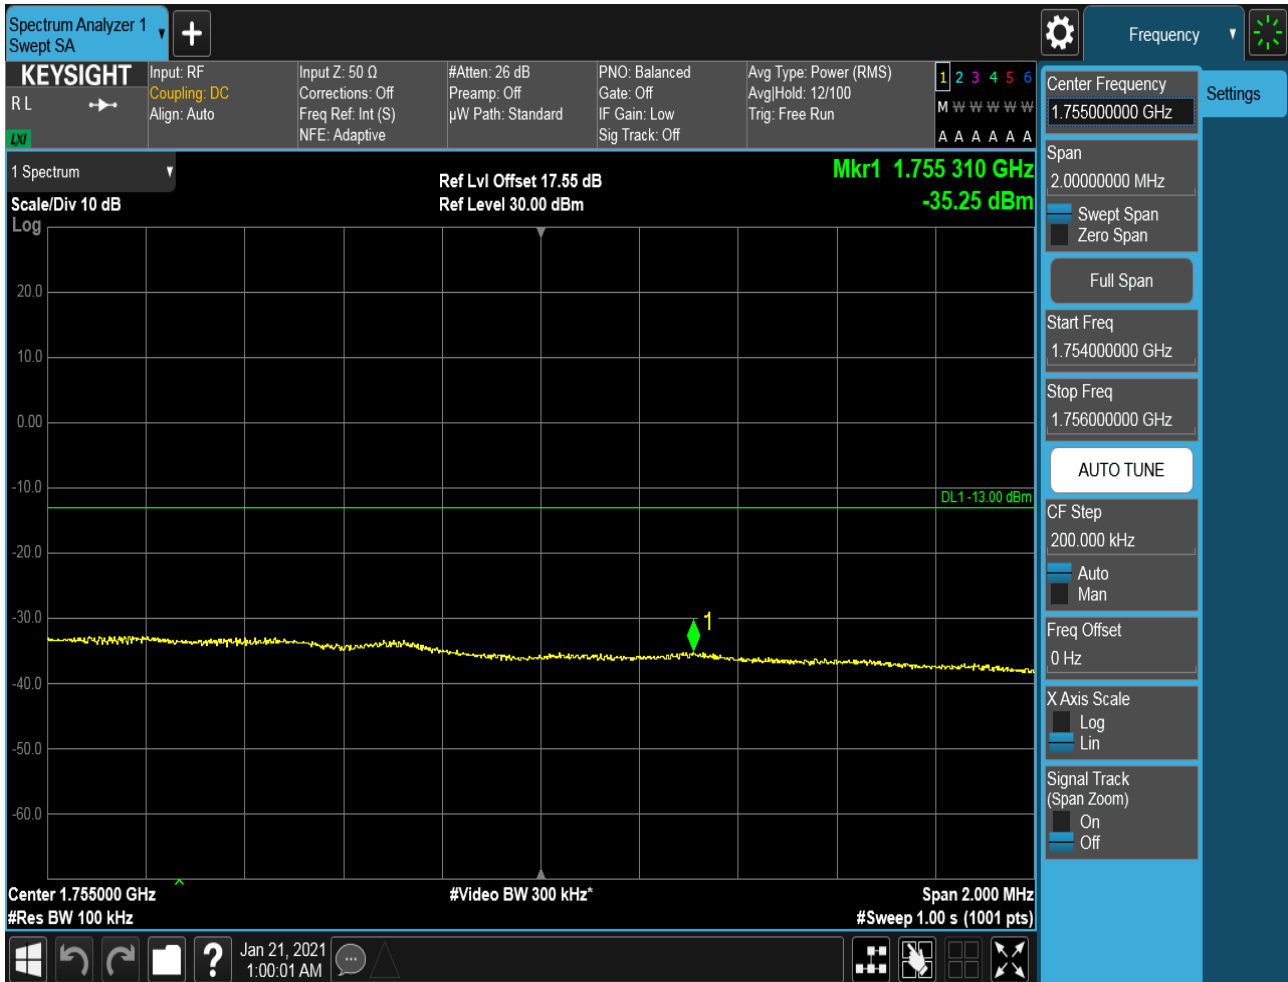 Spectrum Analyzer 1
Swept SA
+
Frequency
KEYSIGHT
R L
LXI
Input: RF
Coupling: DC
Align: Auto
Input Z: 50 Ω
Corrections: Off
Freq Ref: Int (S)
NFE: Adaptive
#Atten: 26 dB
Preamp: Off
µW Path: Standard
PNO: Balanced
Gate: Off
IF Gain: Low
Sig Track: Off
Avg Type: Power (RMS)
Avg|Hold: 12/100
Trig: Free Run
1 2 3 4 5 6
M W W W W W
A A A A A A
1 Spectrum
Scale/Div 10 dB
Log
Ref Lvl Offset 17.55 dB
Ref Level 30.00 dBm
Mkr1 1.755 310 GHz
-35.25 dBm
20.0
10.0
0.00
-10.0
DL1 -13.00 dBm
-20.0
-30.0
1
-40.0
-50.0
-60.0
Center 1.755000 GHz
#Video BW 300 kHz*
Span 2.000 MHz
#Res BW 100 kHz
#Sweep 1.00 s (1001 pts)
?
Jan 21, 2021
1:00:01 AM
Center Frequency
1.755000000 GHz
Settings
Span
2.00000000 MHz
Swept Span
Zero Span
Full Span
Start Freq
1.754000000 GHz
Stop Freq
1.756000000 GHz
AUTO TUNE
CF Step
200.000 kHz
Auto
Man
Freq Offset
0 Hz
X Axis Scale
Log
Lin
Signal Track
(Span Zoom)
On
Off